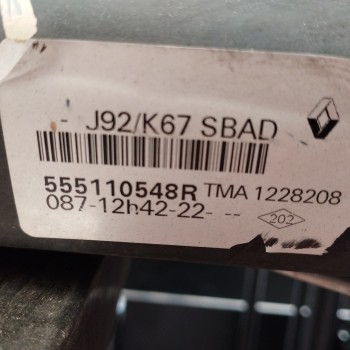 - J92/K67 SBAD
555110548R TMA 1228208
087-12h42-22- --
202